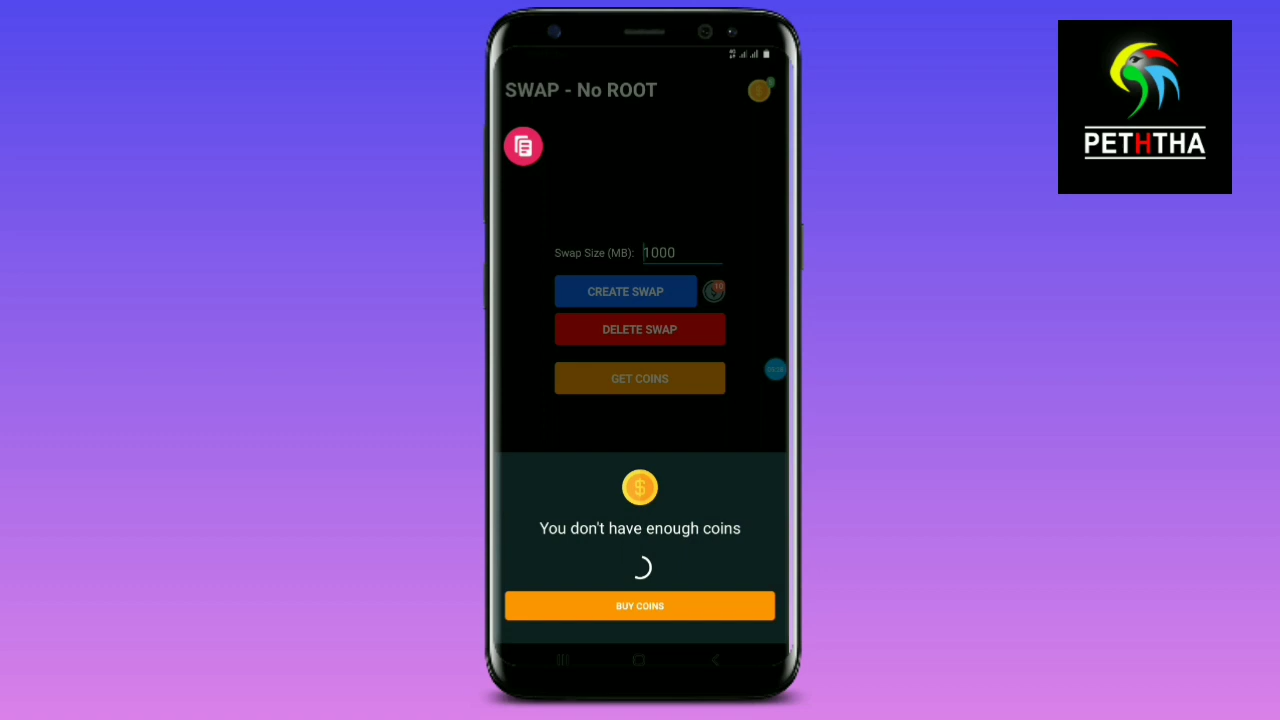 SWAP - No ROOT
PETHTHA
Swap Size (MB): 1000
CREATE SWAP
10
DELETE SWAP
GET COINS
You don't have enough coins
BUY COINS